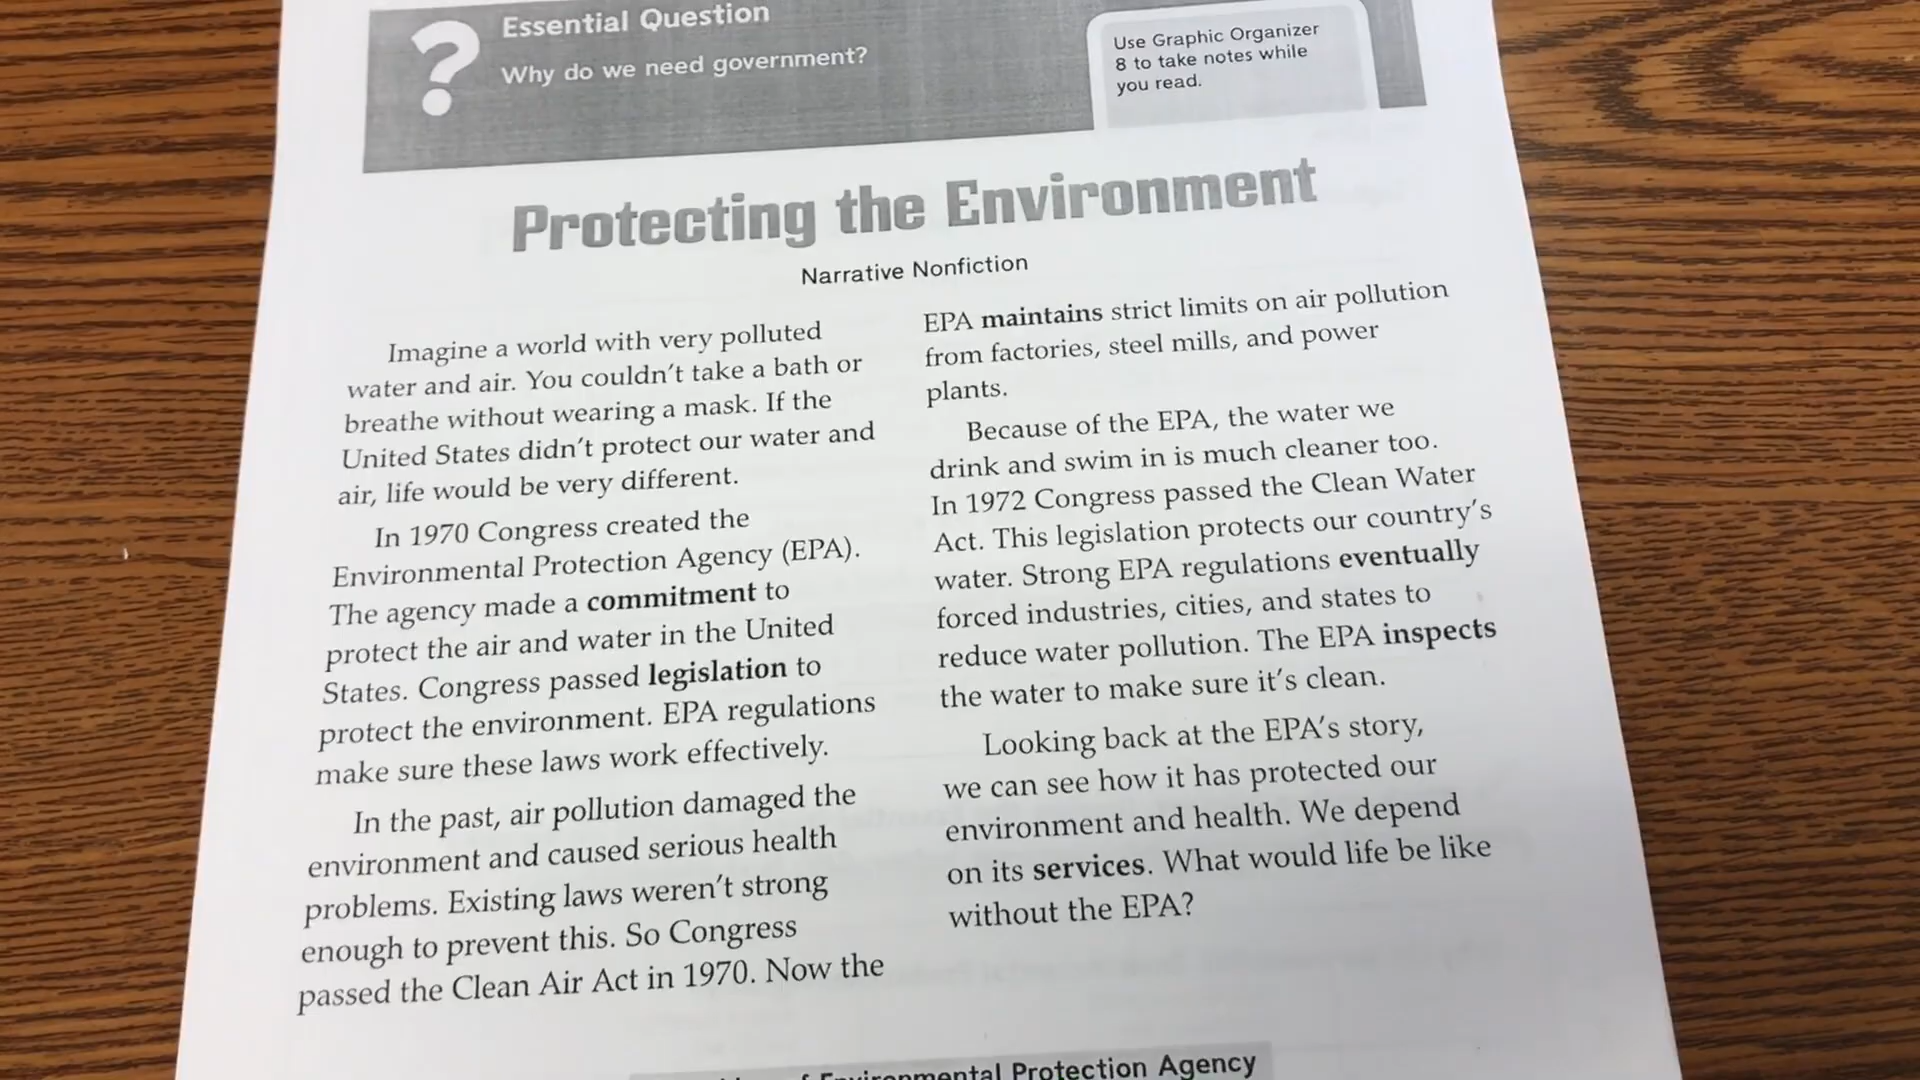 ?
Essential Question
Why do we need government?
Use Graphic Organizer
8 to take notes while
you read.
Protecting the Environment
Narrative Nonfiction
Imagine a world with very polluted
water and air. You couldn't take a bath or
breathe without wearing a mask. If the
United States didn't protect our water and
air, life would be very different.
In 1970 Congress created the
Environmental Protection Agency (EPA).
The agency made a commitment to
protect the air and water in the United
States. Congress passed legislation to
protect the environment. EPA regulations
make sure these laws work effectively.
In the past, air pollution damaged the
environment and caused serious health
problems. Existing laws weren't strong
enough to prevent this. So Congress
passed the Clean Air Act in 1970. Now the
EPA maintains strict limits on air pollution
from factories, steel mills, and power
plants.
Because of the EPA, the water we
drink and swim in is much cleaner too.
In 1972 Congress passed the Clean Water
Act. This legislation protects our country's
water. Strong EPA regulations eventually
forced industries, cities, and states to
reduce water pollution. The EPA inspects
the water to make sure it's clean.
Looking back at the EPA's story,
we can see how it has protected our
environment and health. We depend
on its services. What would life be like
without the EPA?
Environmental Protection Agency